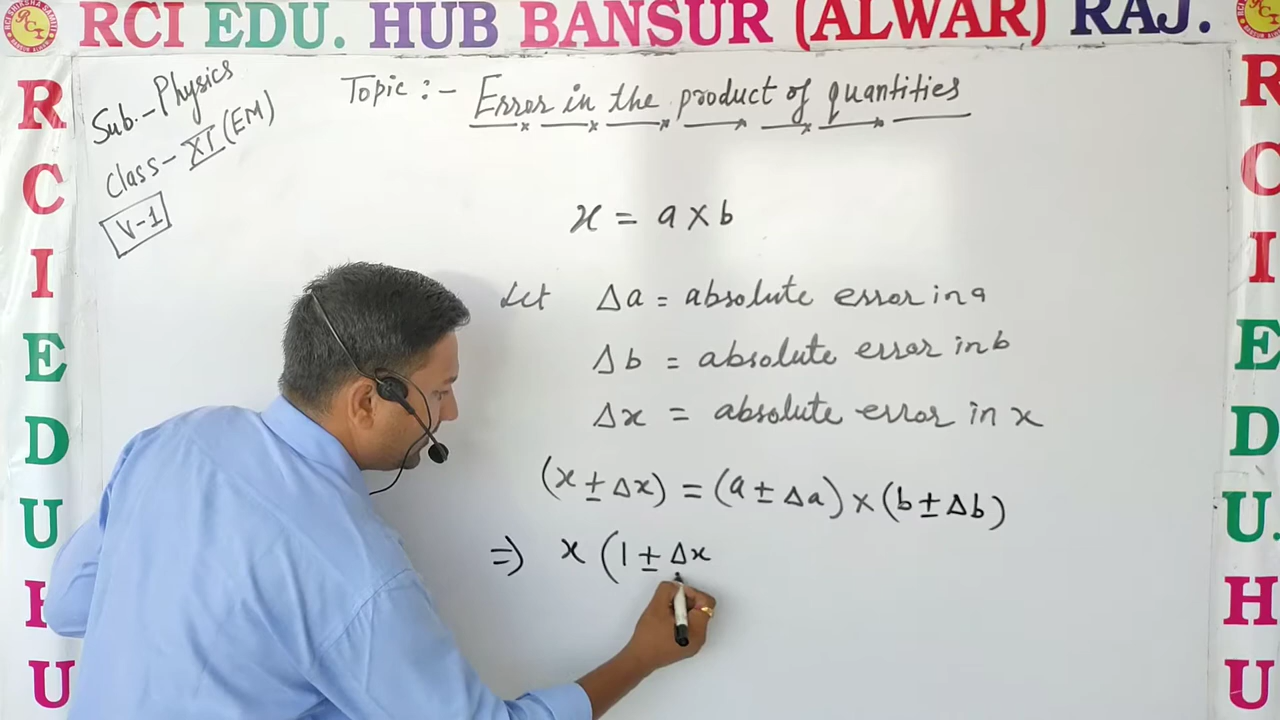 RCI EDU. HUB BANSUR (ALWAR) RAJ.
R
C
I
E
D
U
H
U
Sub:- Physics
Class- XI (EM)
V-1
Topic :- Error in the product of quantities
x = a × b
Let Δa = absolute error in a
Δb = absolute error in b
Δx = absolute error in x
(x ± Δx) = (a ± Δa) × (b ± Δb)
⇒ x (1 ± Δx
R
C
I
E
D
U.
H
U